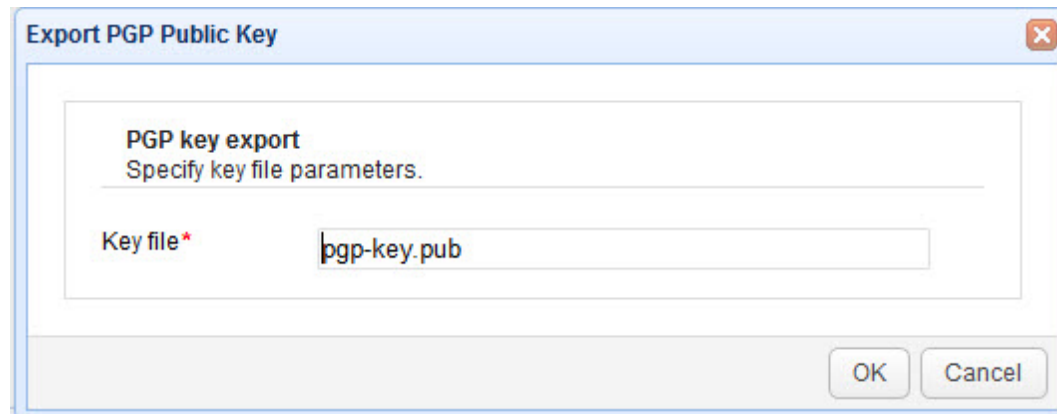 Export PGP Public Key
PGP key export
Specify key file parameters.
Key file*
pgp-key.pub
OK
Cancel